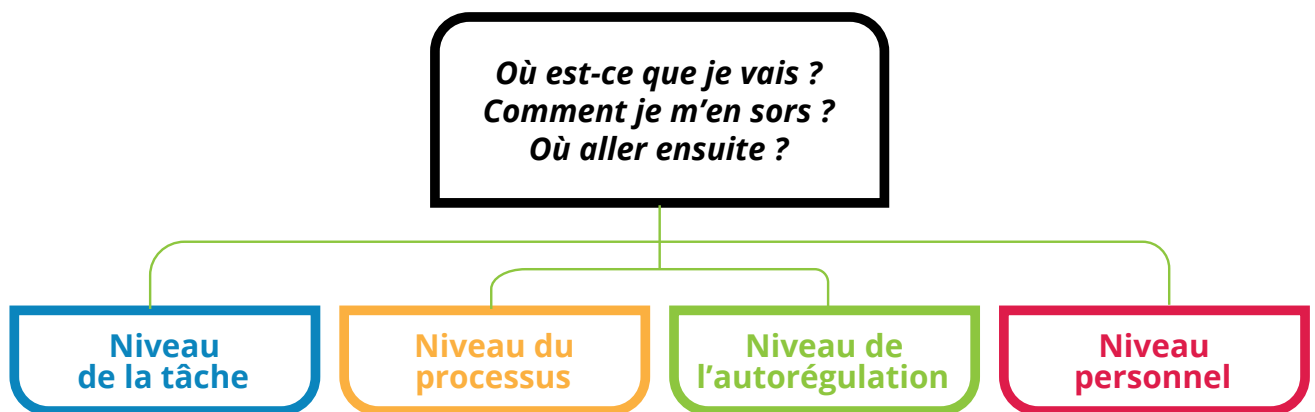 Où est-ce que je vais ?
Comment je m’en sors ?
Où aller ensuite ?
Niveau
de la tâche
Niveau du
processus
Niveau de
l’autorégulation
Niveau
personnel